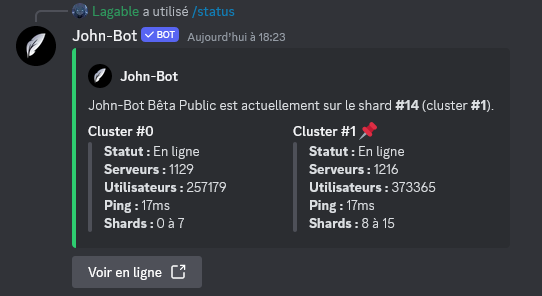 Lagable a utilisé /status
John-Bot ✓ BOT Aujourd'hui à 18:23
John-Bot
John-Bot Bêta Public est actuellement sur le shard #14 (cluster #1).
Cluster #0
Statut : En ligne
Serveurs : 1129
Utilisateurs : 257179
Ping : 17ms
Shards : 0 à 7
Cluster #1 📌
Statut : En ligne
Serveurs : 1216
Utilisateurs : 373365
Ping : 17ms
Shards : 8 à 15
Voir en ligne